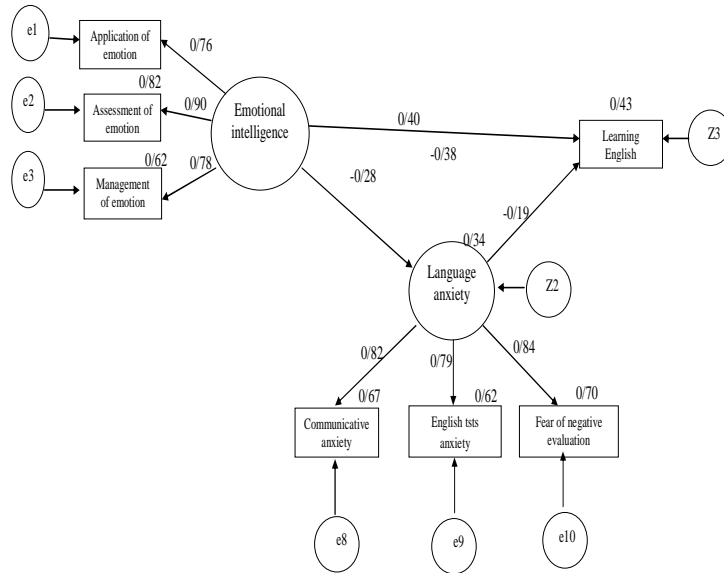 e1
Application of
emotion
0/76
0/82
e2
Assessment of
emotion
0/90
Emotional
intelligence
0/62
0/78
e3
Management
of emotion
0/40
-0/38
0/43
Learning
English
Z3
-0/28
-0/19
0/34
Language
anxiety
Z2
0/82
0/79
0/84
0/67
0/62
0/70
Communicative
anxiety
English tsts
anxiety
Fear of negative
evaluation
e8
e9
e10